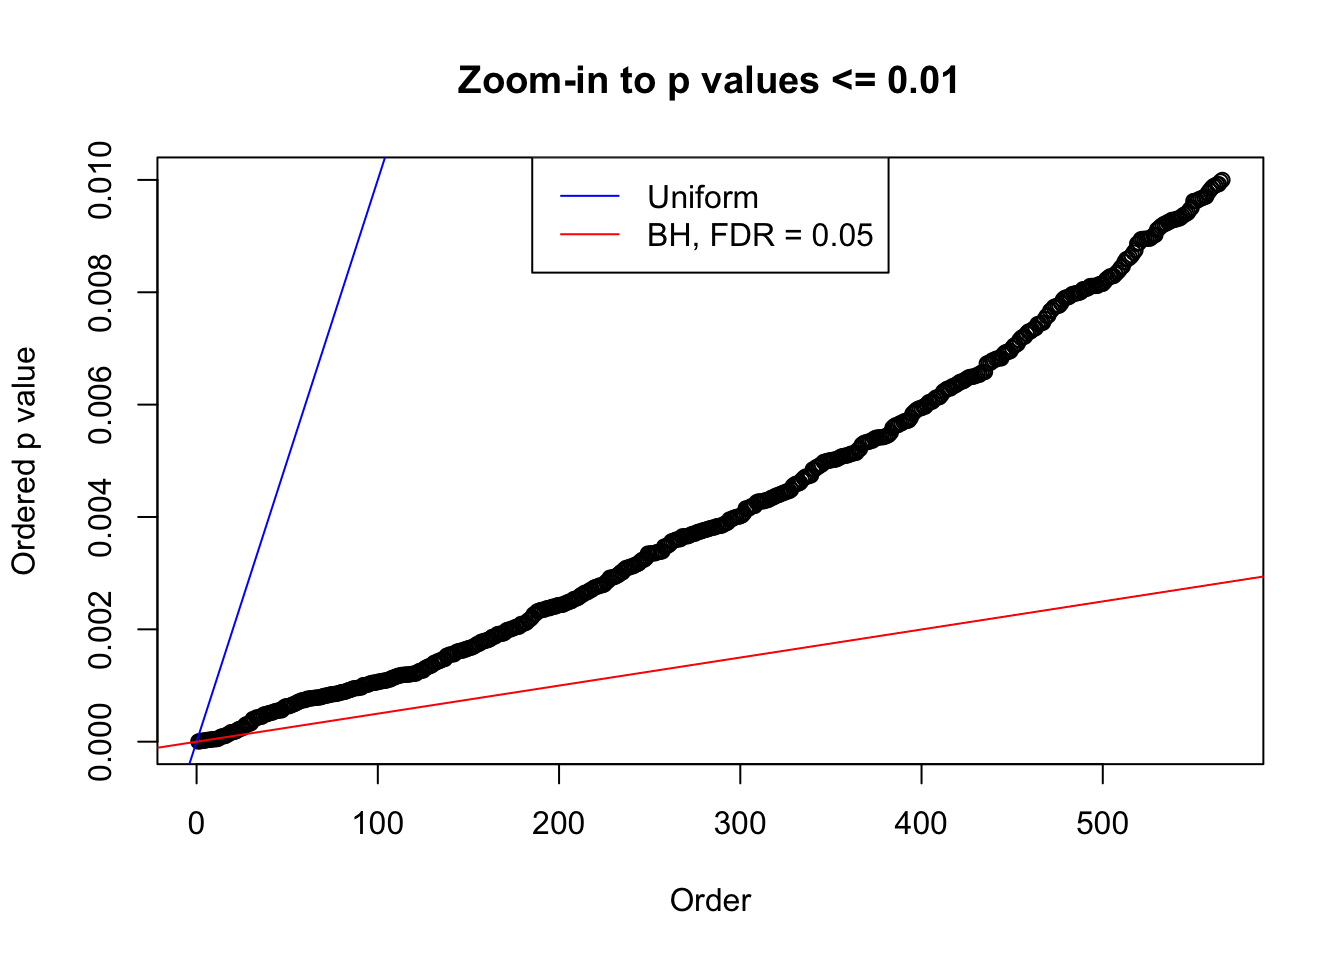 Zoom-in to p values <= 0.01
Uniform
BH, FDR = 0.05
Ordered p value
0.010
0.008
0.006
0.004
0.002
0.000
0 100 200 300 400 500
Order